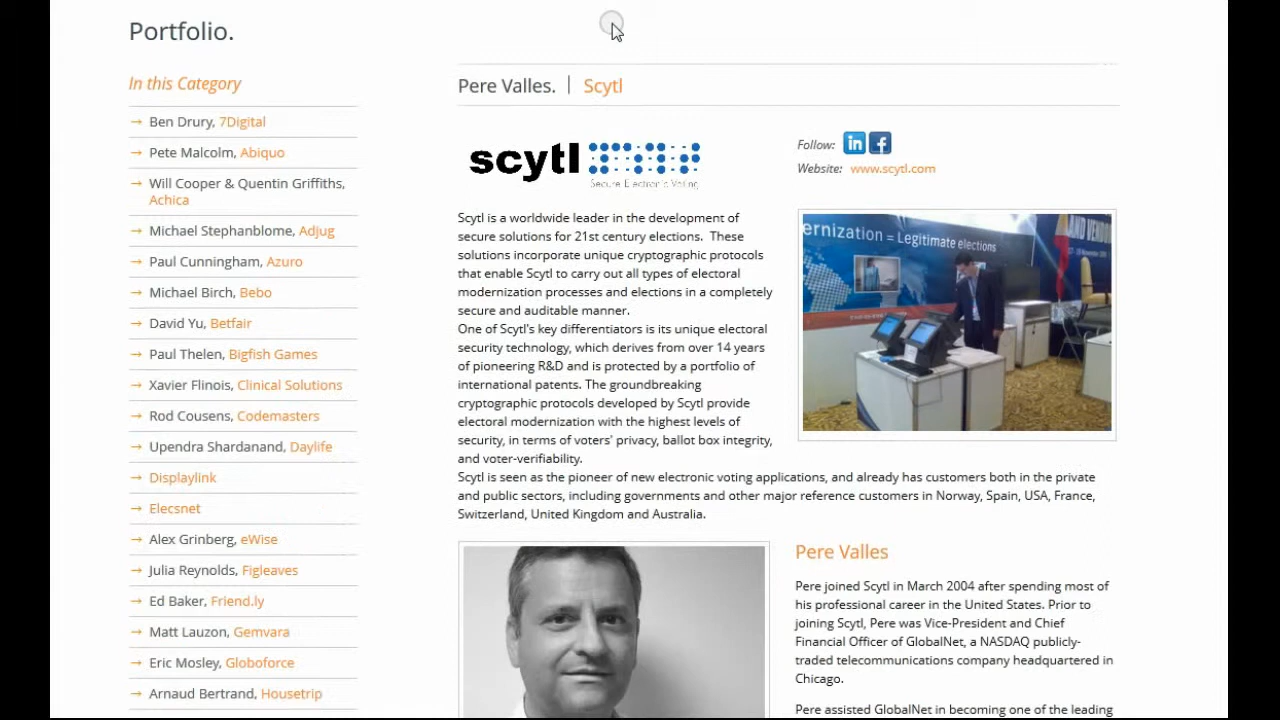 Portfolio.
In this Category
→ Ben Drury, 7Digital
→ Pete Malcolm, Abiquo
→ Will Cooper & Quentin Griffiths,
Achica
→ Michael Stephanblome, Adjug
→ Paul Cunningham, Azuro
→ Michael Birch, Bebo
→ David Yu, Betfair
→ Paul Thelen, Bigfish Games
→ Xavier Flinois, Clinical Solutions
→ Rod Cousens, Codemasters
→ Upendra Shardanand, Daylife
→ Displaylink
→ Elecsnet
→ Alex Grinberg, eWise
→ Julia Reynolds, Figleaves
→ Ed Baker, Friend.ly
→ Matt Lauzon, Gemvara
→ Eric Mosley, Globoforce
→ Arnaud Bertrand, Housetrip
Pere Valles. | Scytl
scytl
Secure Electronic Voting
Follow:
Website: www.scytl.com
Scytl is a worldwide leader in the development of
secure solutions for 21st century elections. These
solutions incorporate unique cryptographic protocols
that enable Scytl to carry out all types of electoral
modernization processes and elections in a completely
secure and auditable manner.
One of Scytl's key differentiators is its unique electoral
security technology, which derives from over 14 years
of pioneering R&D and is protected by a portfolio of
international patents. The groundbreaking
cryptographic protocols developed by Scytl provide
electoral modernization with the highest levels of
security, in terms of voters' privacy, ballot box integrity,
and voter-verifiability.
Scytl is seen as the pioneer of new electronic voting applications, and already has customers both in the private
and public sectors, including governments and other major reference customers in Norway, Spain, USA, France,
Switzerland, United Kingdom and Australia.
ernization = Legitimate elections
AND VENDOR
Pere Valles
Pere joined Scytl in March 2004 after spending most of
his professional career in the United States. Prior to
joining Scytl, Pere was Vice-President and Chief
Financial Officer of GlobalNet, a NASDAQ publicly-
traded telecommunications company headquartered in
Chicago.
Pere assisted GlobalNet in becoming one of the leading